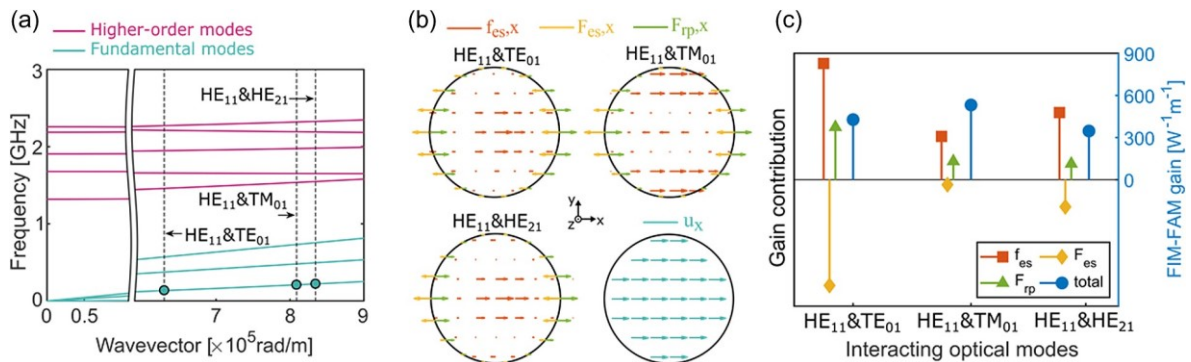 (a)
Higher-order modes
Fundamental modes
3
2
1
0
Frequency [GHz]
HE11&HE21
HE11&TM01
HE11&TE01
0 0.5 7 8 9
Wavevector [×10^5rad/m]
(b)
fes,x Fes,x Frp,x
HE11&TE01 HE11&TM01
HE11&HE21
y
z x
ux
(c)
Gain contribution
900
600
300
0
FIM-FAM gain [W^-1m^-1]
fes Fes
Frp total
HE11&TE01 HE11&TM01 HE11&HE21
Interacting optical modes